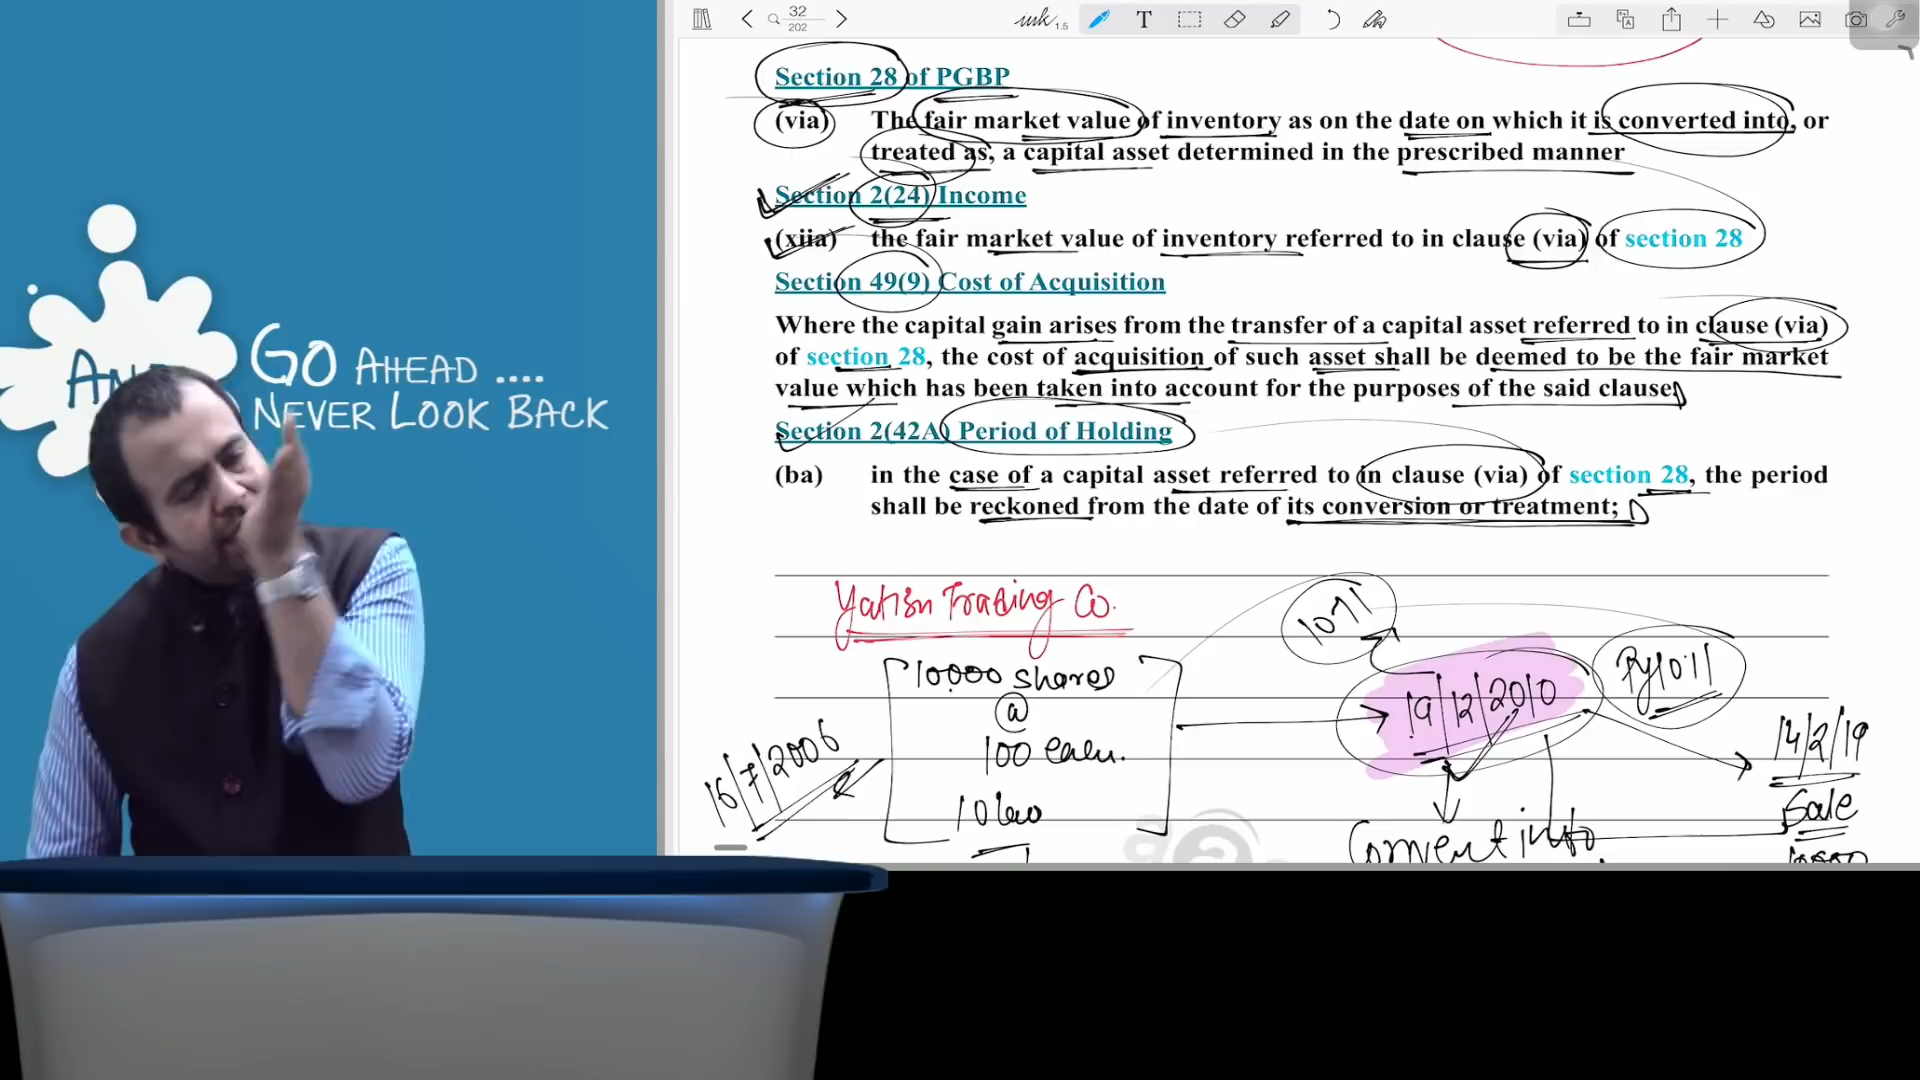 32
202
1.5
T
GO AHEAD ....
NEVER LOOK BACK
Section 28 of PGBP
(via) The fair market value of inventory as on the date on which it is converted into, or
treated as, a capital asset determined in the prescribed manner
Section 2(24) Income
(xiia) the fair market value of inventory referred to in clause (via) of section 28
Section 49(9) Cost of Acquisition
Where the capital gain arises from the transfer of a capital asset referred to in clause (via)
of section 28, the cost of acquisition of such asset shall be deemed to be the fair market
value which has been taken into account for the purposes of the said clause.
Section 2(42A) Period of Holding
(ba) in the case of a capital asset referred to in clause (via) of section 28, the period
shall be reckoned from the date of its conversion or treatment;
Yatish Trading Co.
10,000 shares
@
100 each.
16/7/2006
19/12/2010
14/2/19
Sale
Convert into